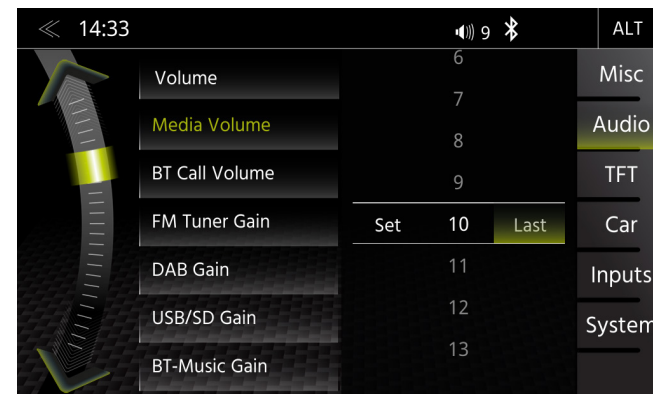 14:33
9
ALT
Volume
Media Volume
BT Call Volume
FM Tuner Gain
DAB Gain
USB/SD Gain
BT-Music Gain
6
7
8
9
Set 10 Last
11
12
13
Misc
Audio
TFT
Car
Inputs
System